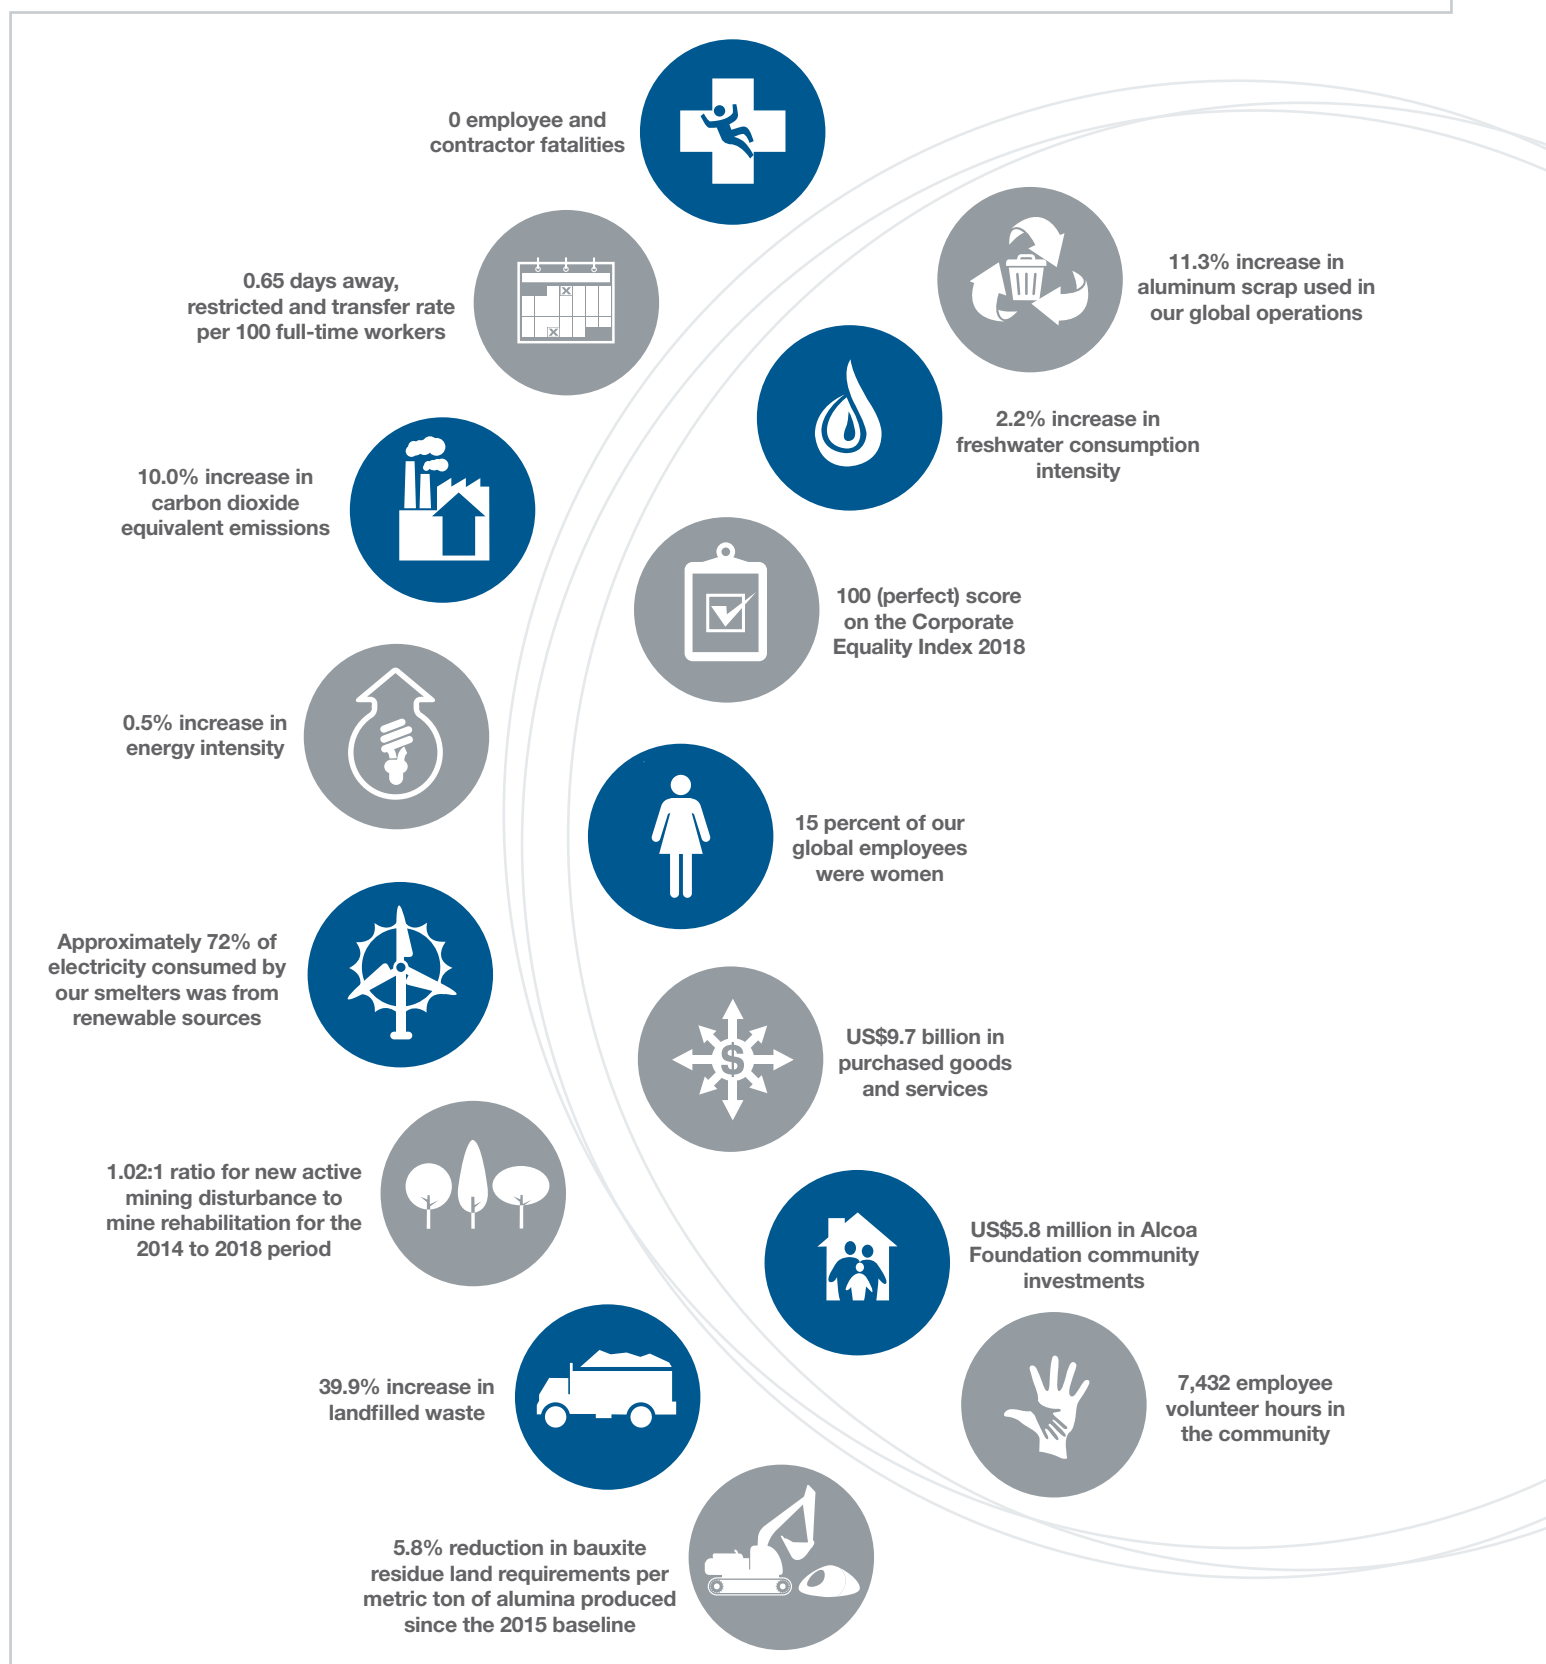 0 employee and
contractor fatalities
0.65 days away,
restricted and transfer rate
per 100 full-time workers
10.0% increase in
carbon dioxide
equivalent emissions
0.5% increase in
energy intensity
Approximately 72% of
electricity consumed by
our smelters was from
renewable sources
1.02:1 ratio for new active
mining disturbance to
mine rehabilitation for the
2014 to 2018 period
39.9% increase in
landfilled waste
5.8% reduction in bauxite
residue land requirements per
metric ton of alumina produced
since the 2015 baseline
11.3% increase in
aluminum scrap used in
our global operations
2.2% increase in
freshwater consumption
intensity
100 (perfect) score
on the Corporate
Equality Index 2018
15 percent of our
global employees
were women
$
US$9.7 billion in
purchased goods
and services
US$5.8 million in Alcoa
Foundation community
investments
7,432 employee
volunteer hours in
the community